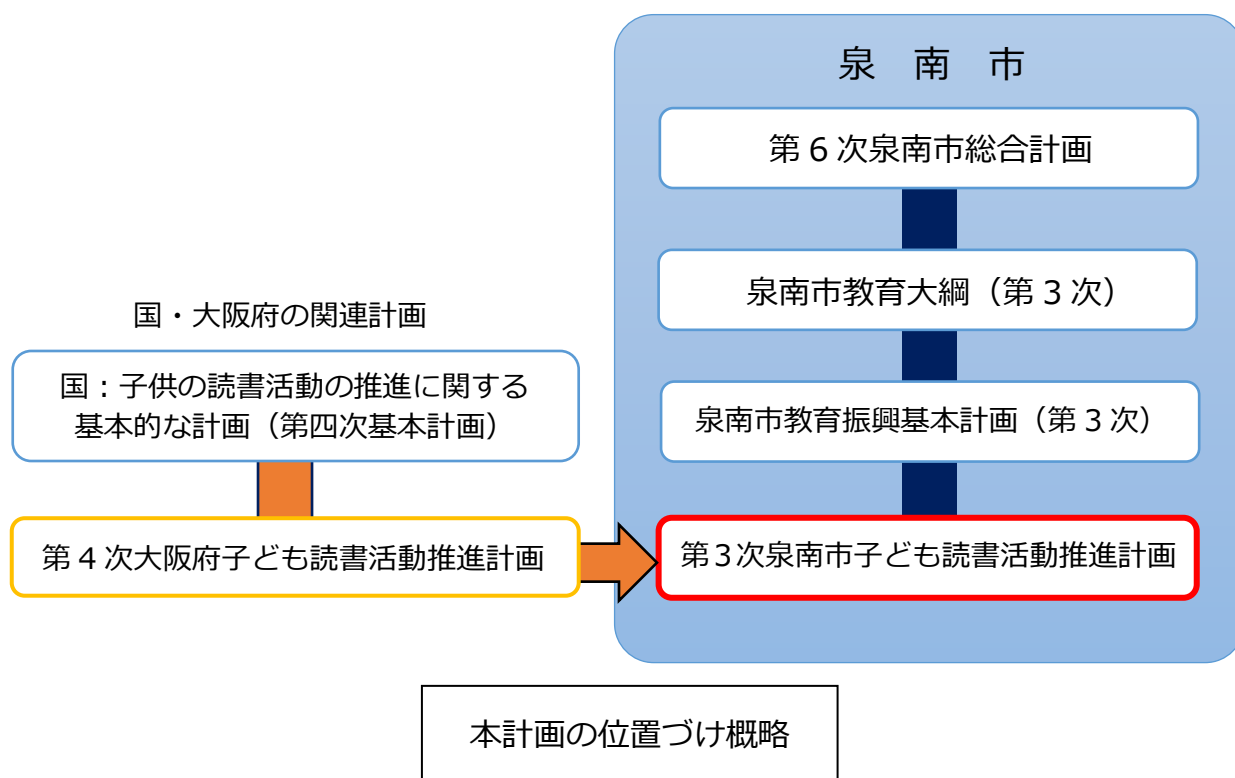 泉　南　市
第６次泉南市総合計画
泉南市教育大綱（第３次）
泉南市教育振興基本計画（第３次）
国・大阪府の関連計画
国：子供の読書活動の推進に関する
基本的な計画（第四次基本計画）
第４次大阪府子ども読書活動推進計画
第３次泉南市子ども読書活動推進計画
本計画の位置づけ概略